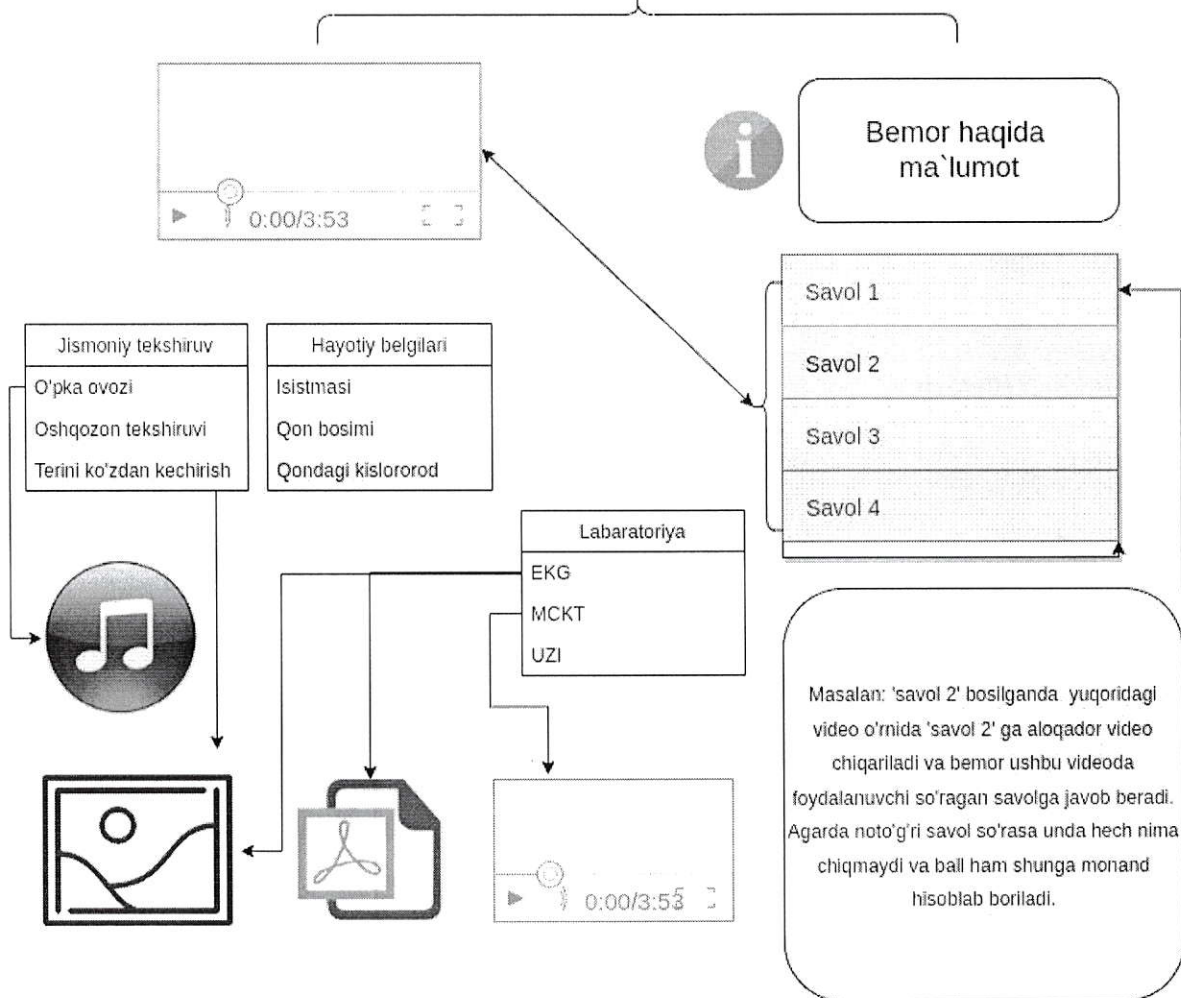 0:00/3:53
Bemor haqida
ma`lumot
Savol 1
Savol 2
Savol 3
Savol 4
Jismoniy tekshiruv
O'pka ovozi
Oshqozon tekshiruvi
Terini ko'zdan kechirish
Hayotiy belgilari
Isistmasi
Qon bosimi
Qondagi kislororod
Labaratoriya
EKG
MCKT
UZI
0:00/3:53
Masalan: 'savol 2' bosilganda yuqoridagi
video o'rnida 'savol 2' ga aloqador video
chiqariladi va bemor ushbu videoda
foydalanuvchi so'ragan savolga javob beradi.
Agarda noto'g'ri savol so'rasa unda hech nima
chiqmaydi va ball ham shunga monand
hisoblab boriladi.